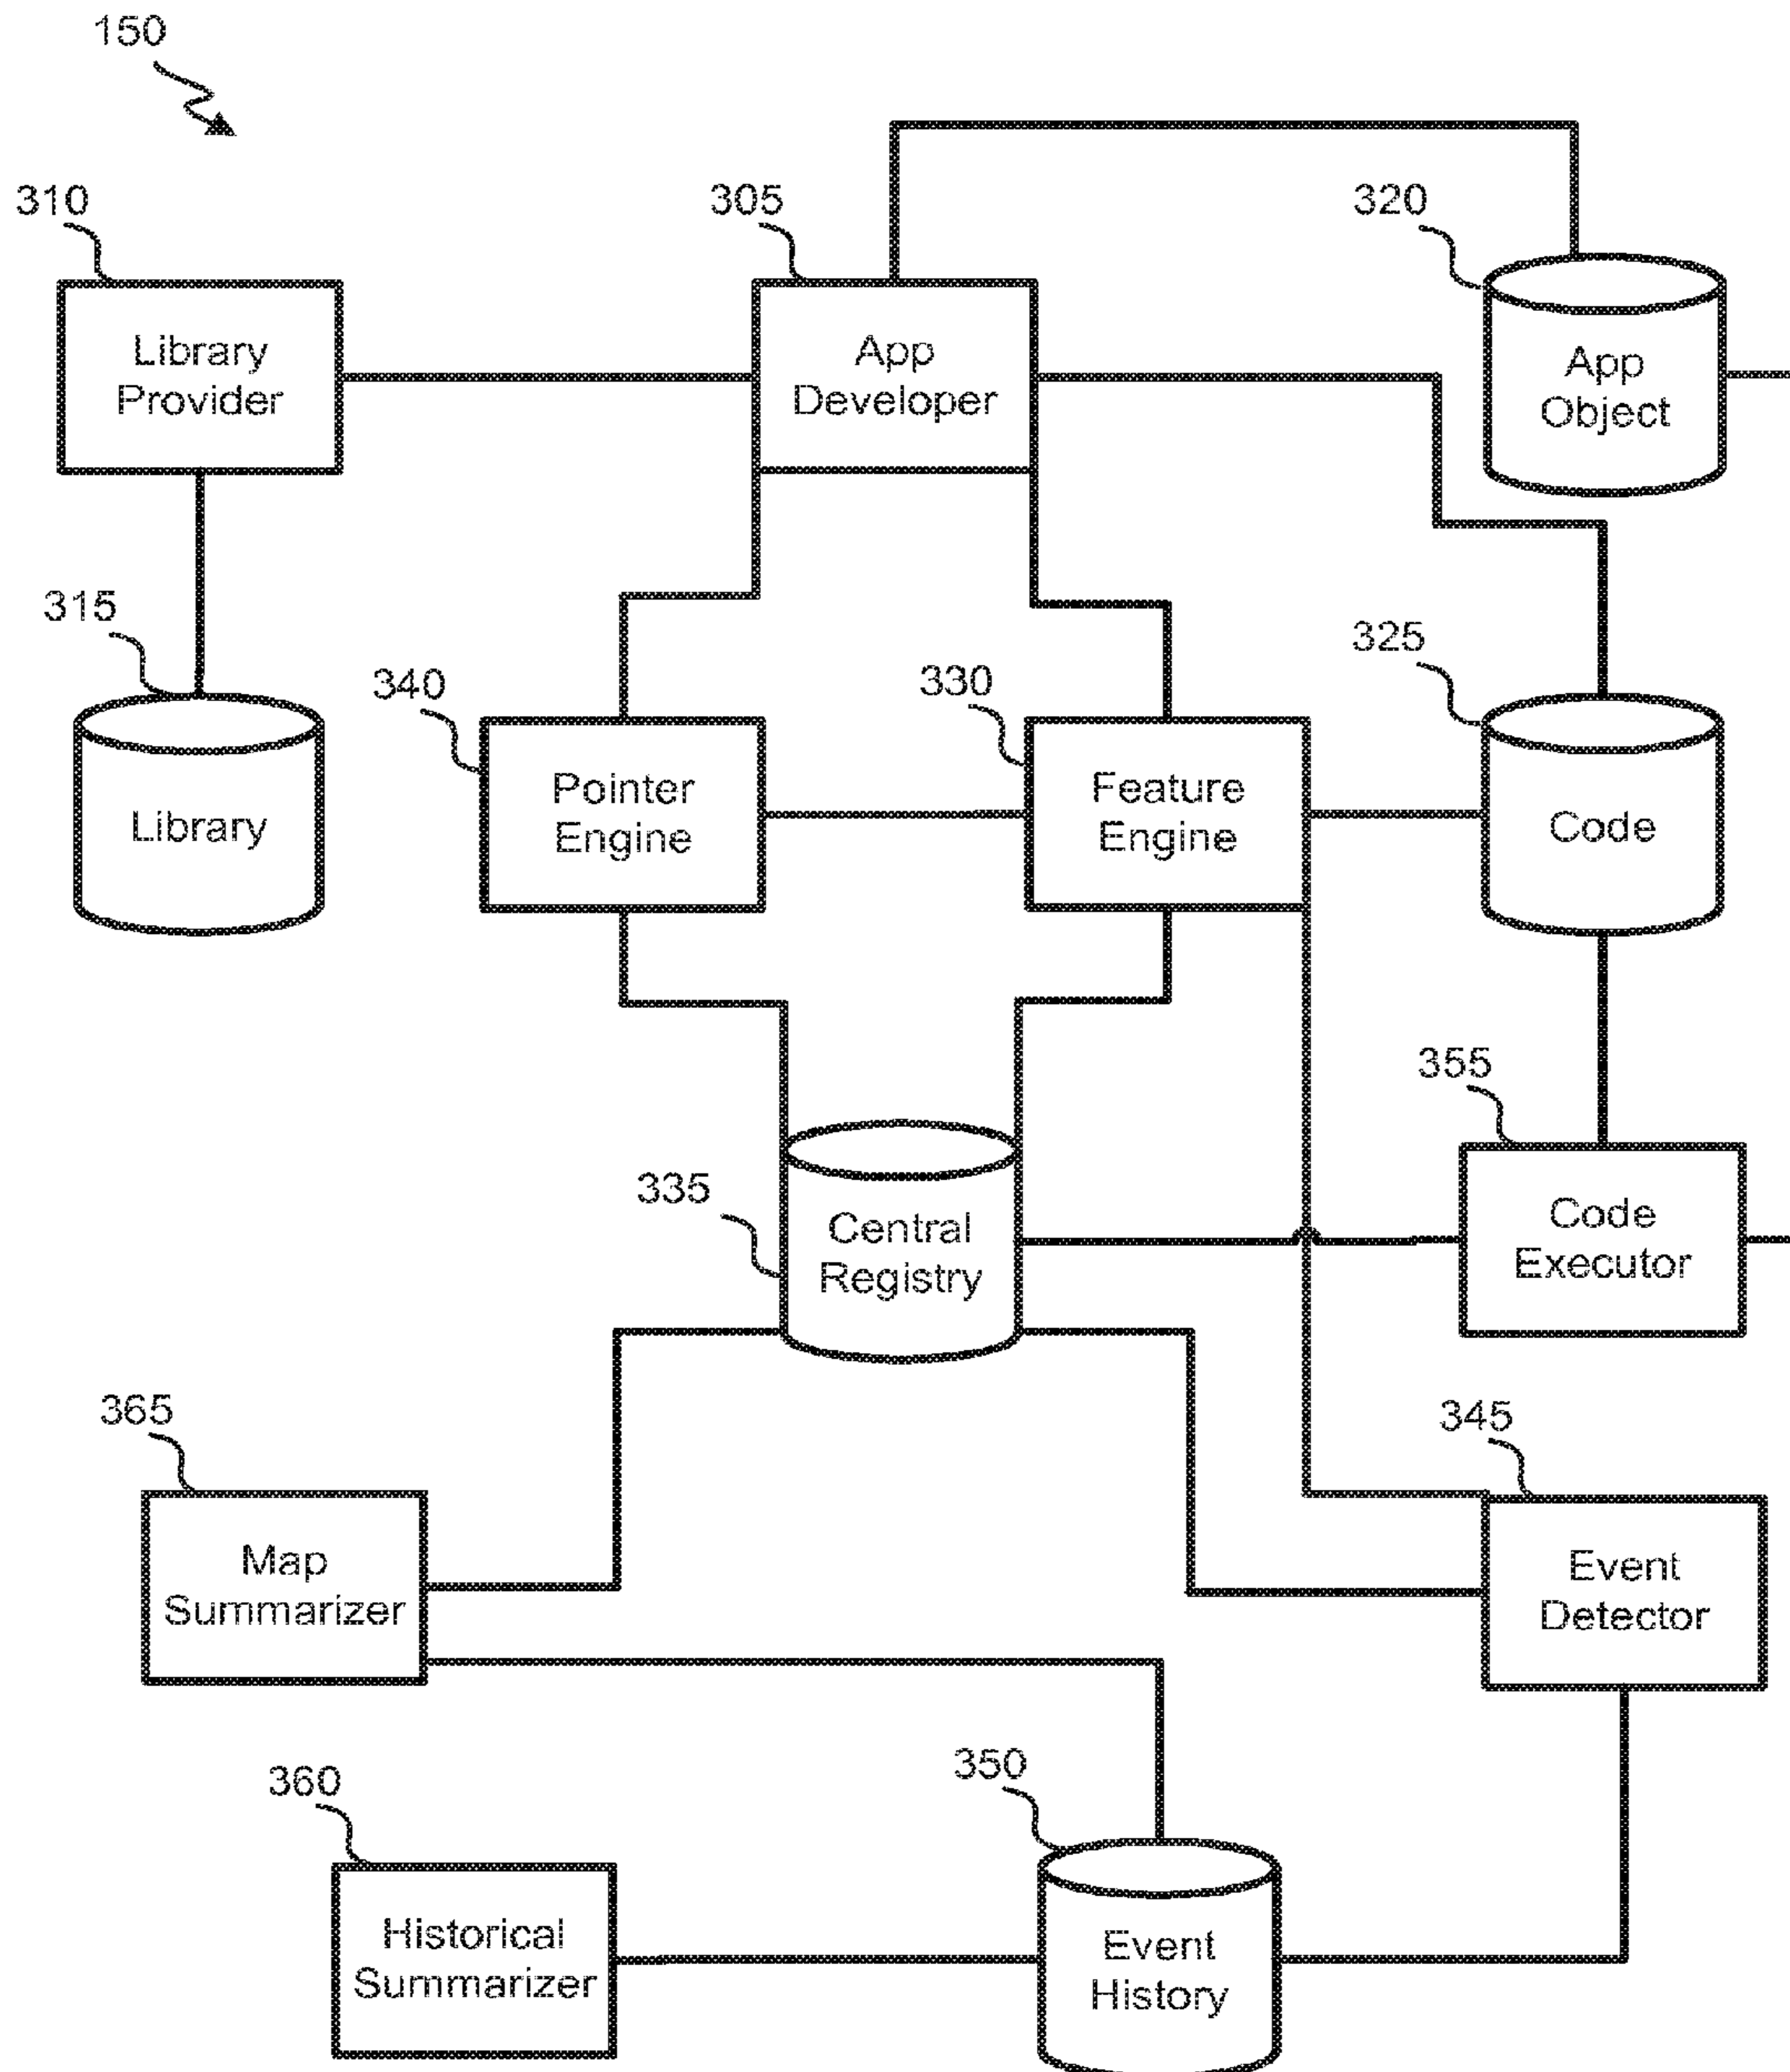 150
310
Library
Provider
305
App
Developer
320
App
Object
315
Library
340
Pointer
Engine
330
Feature
Engine
325
Code
335
Central
Registry
355
Code
Executor
365
Map
Summarizer
345
Event
Detector
360
Historical
Summarizer
350
Event
History